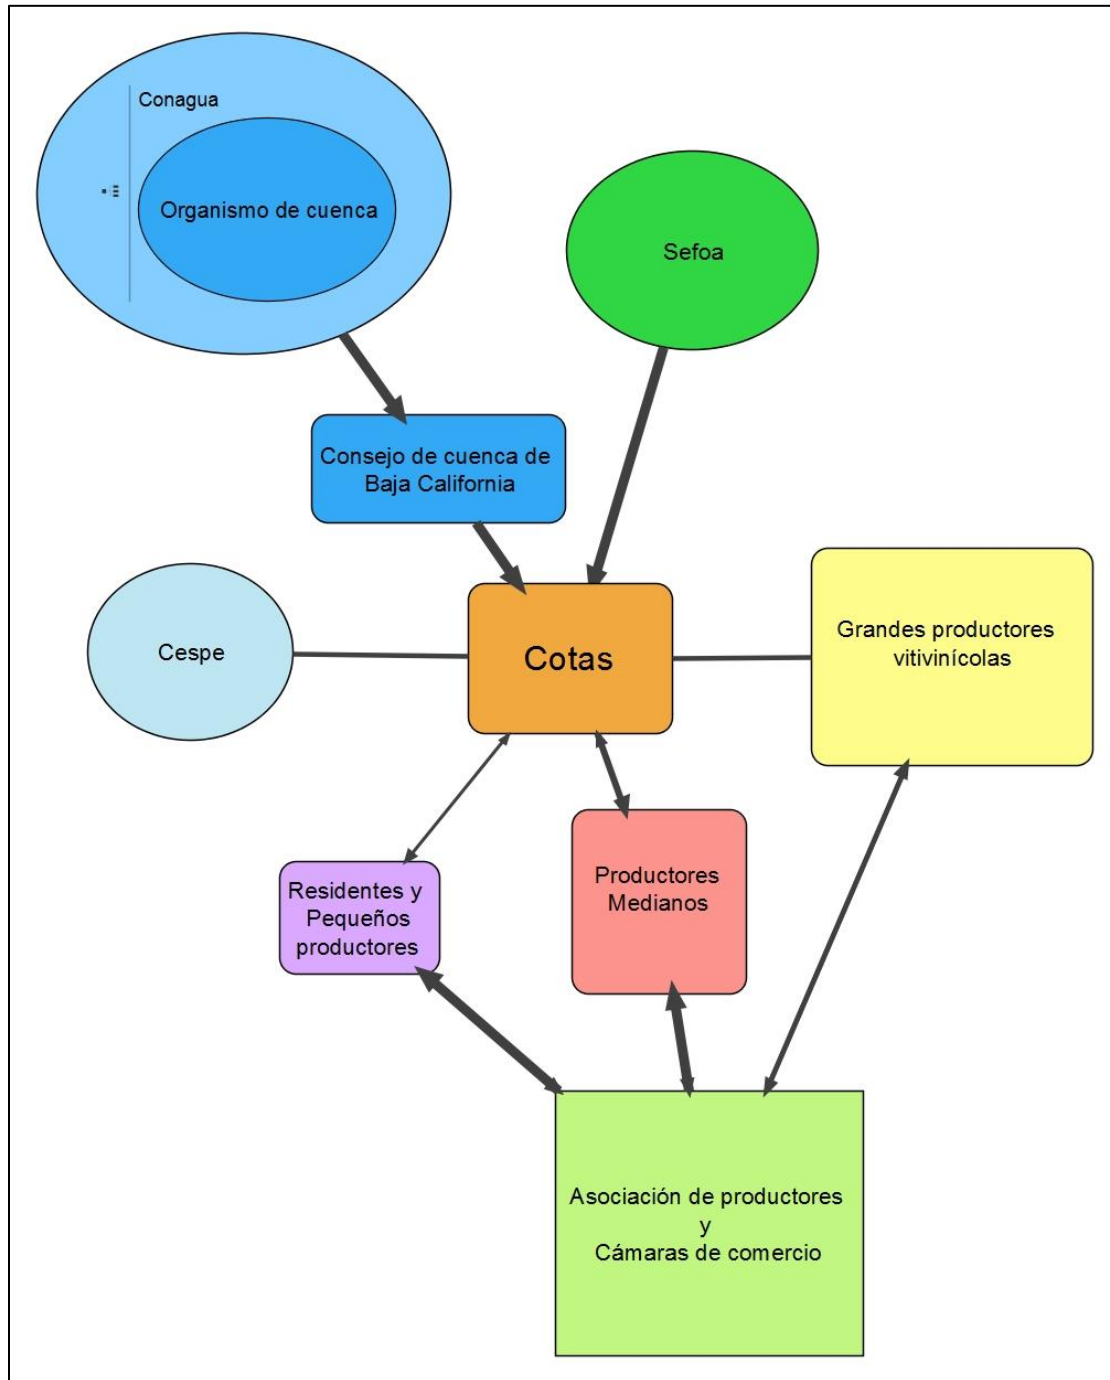 Conagua
Organismo de cuenca
Sefoa
Consejo de cuenca de
Baja California
Cespe
Cotas
Grandes productores
vitivinícolas
Residentes y
Pequeños
productores
Productores
Medianos
Asociación de productores
y
Cámaras de comercio